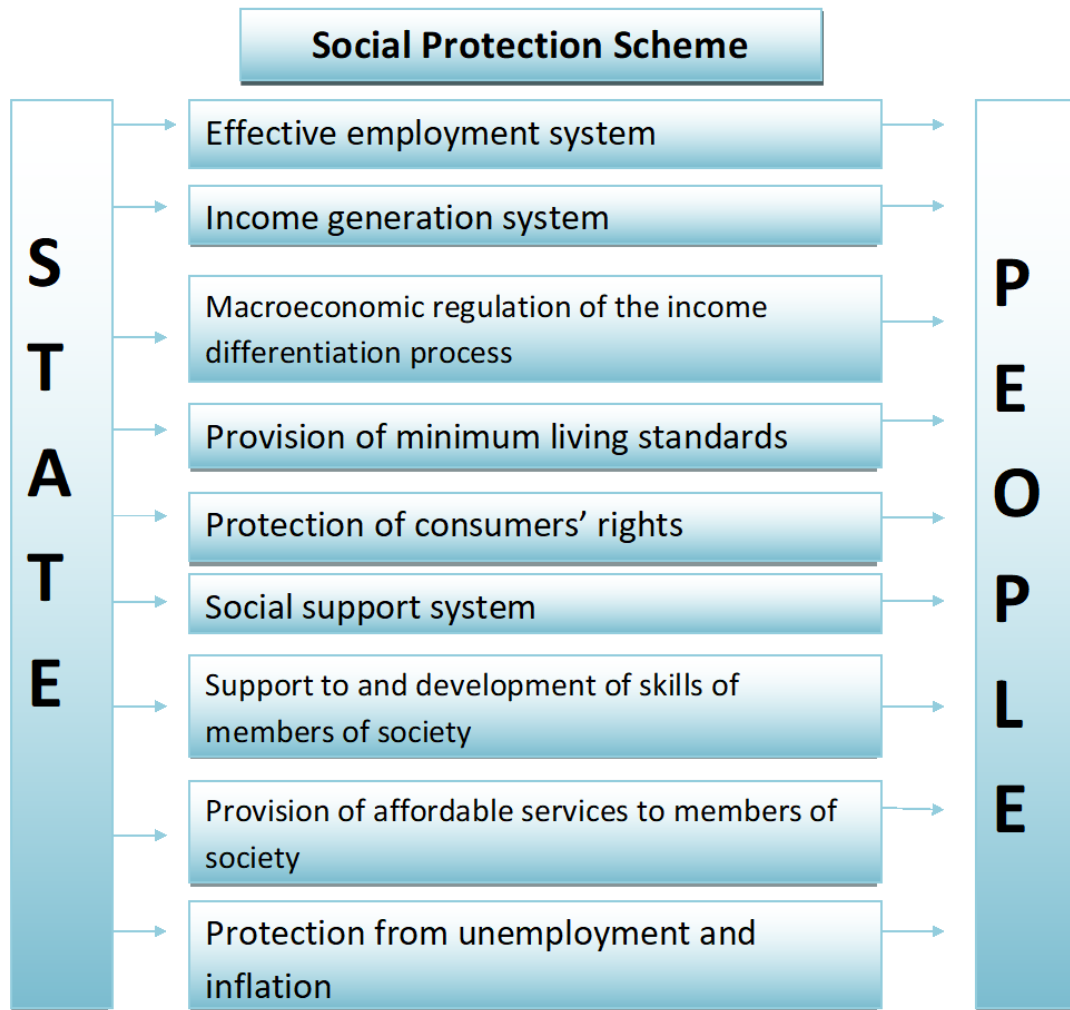 Social Protection Scheme
STATE
Effective employment system
Income generation system
Macroeconomic regulation of the income
differentiation process
Provision of minimum living standards
Protection of consumers’ rights
Social support system
Support to and development of skills of
members of society
Provision of affordable services to members of
society
Protection from unemployment and
inflation
PEOPLE